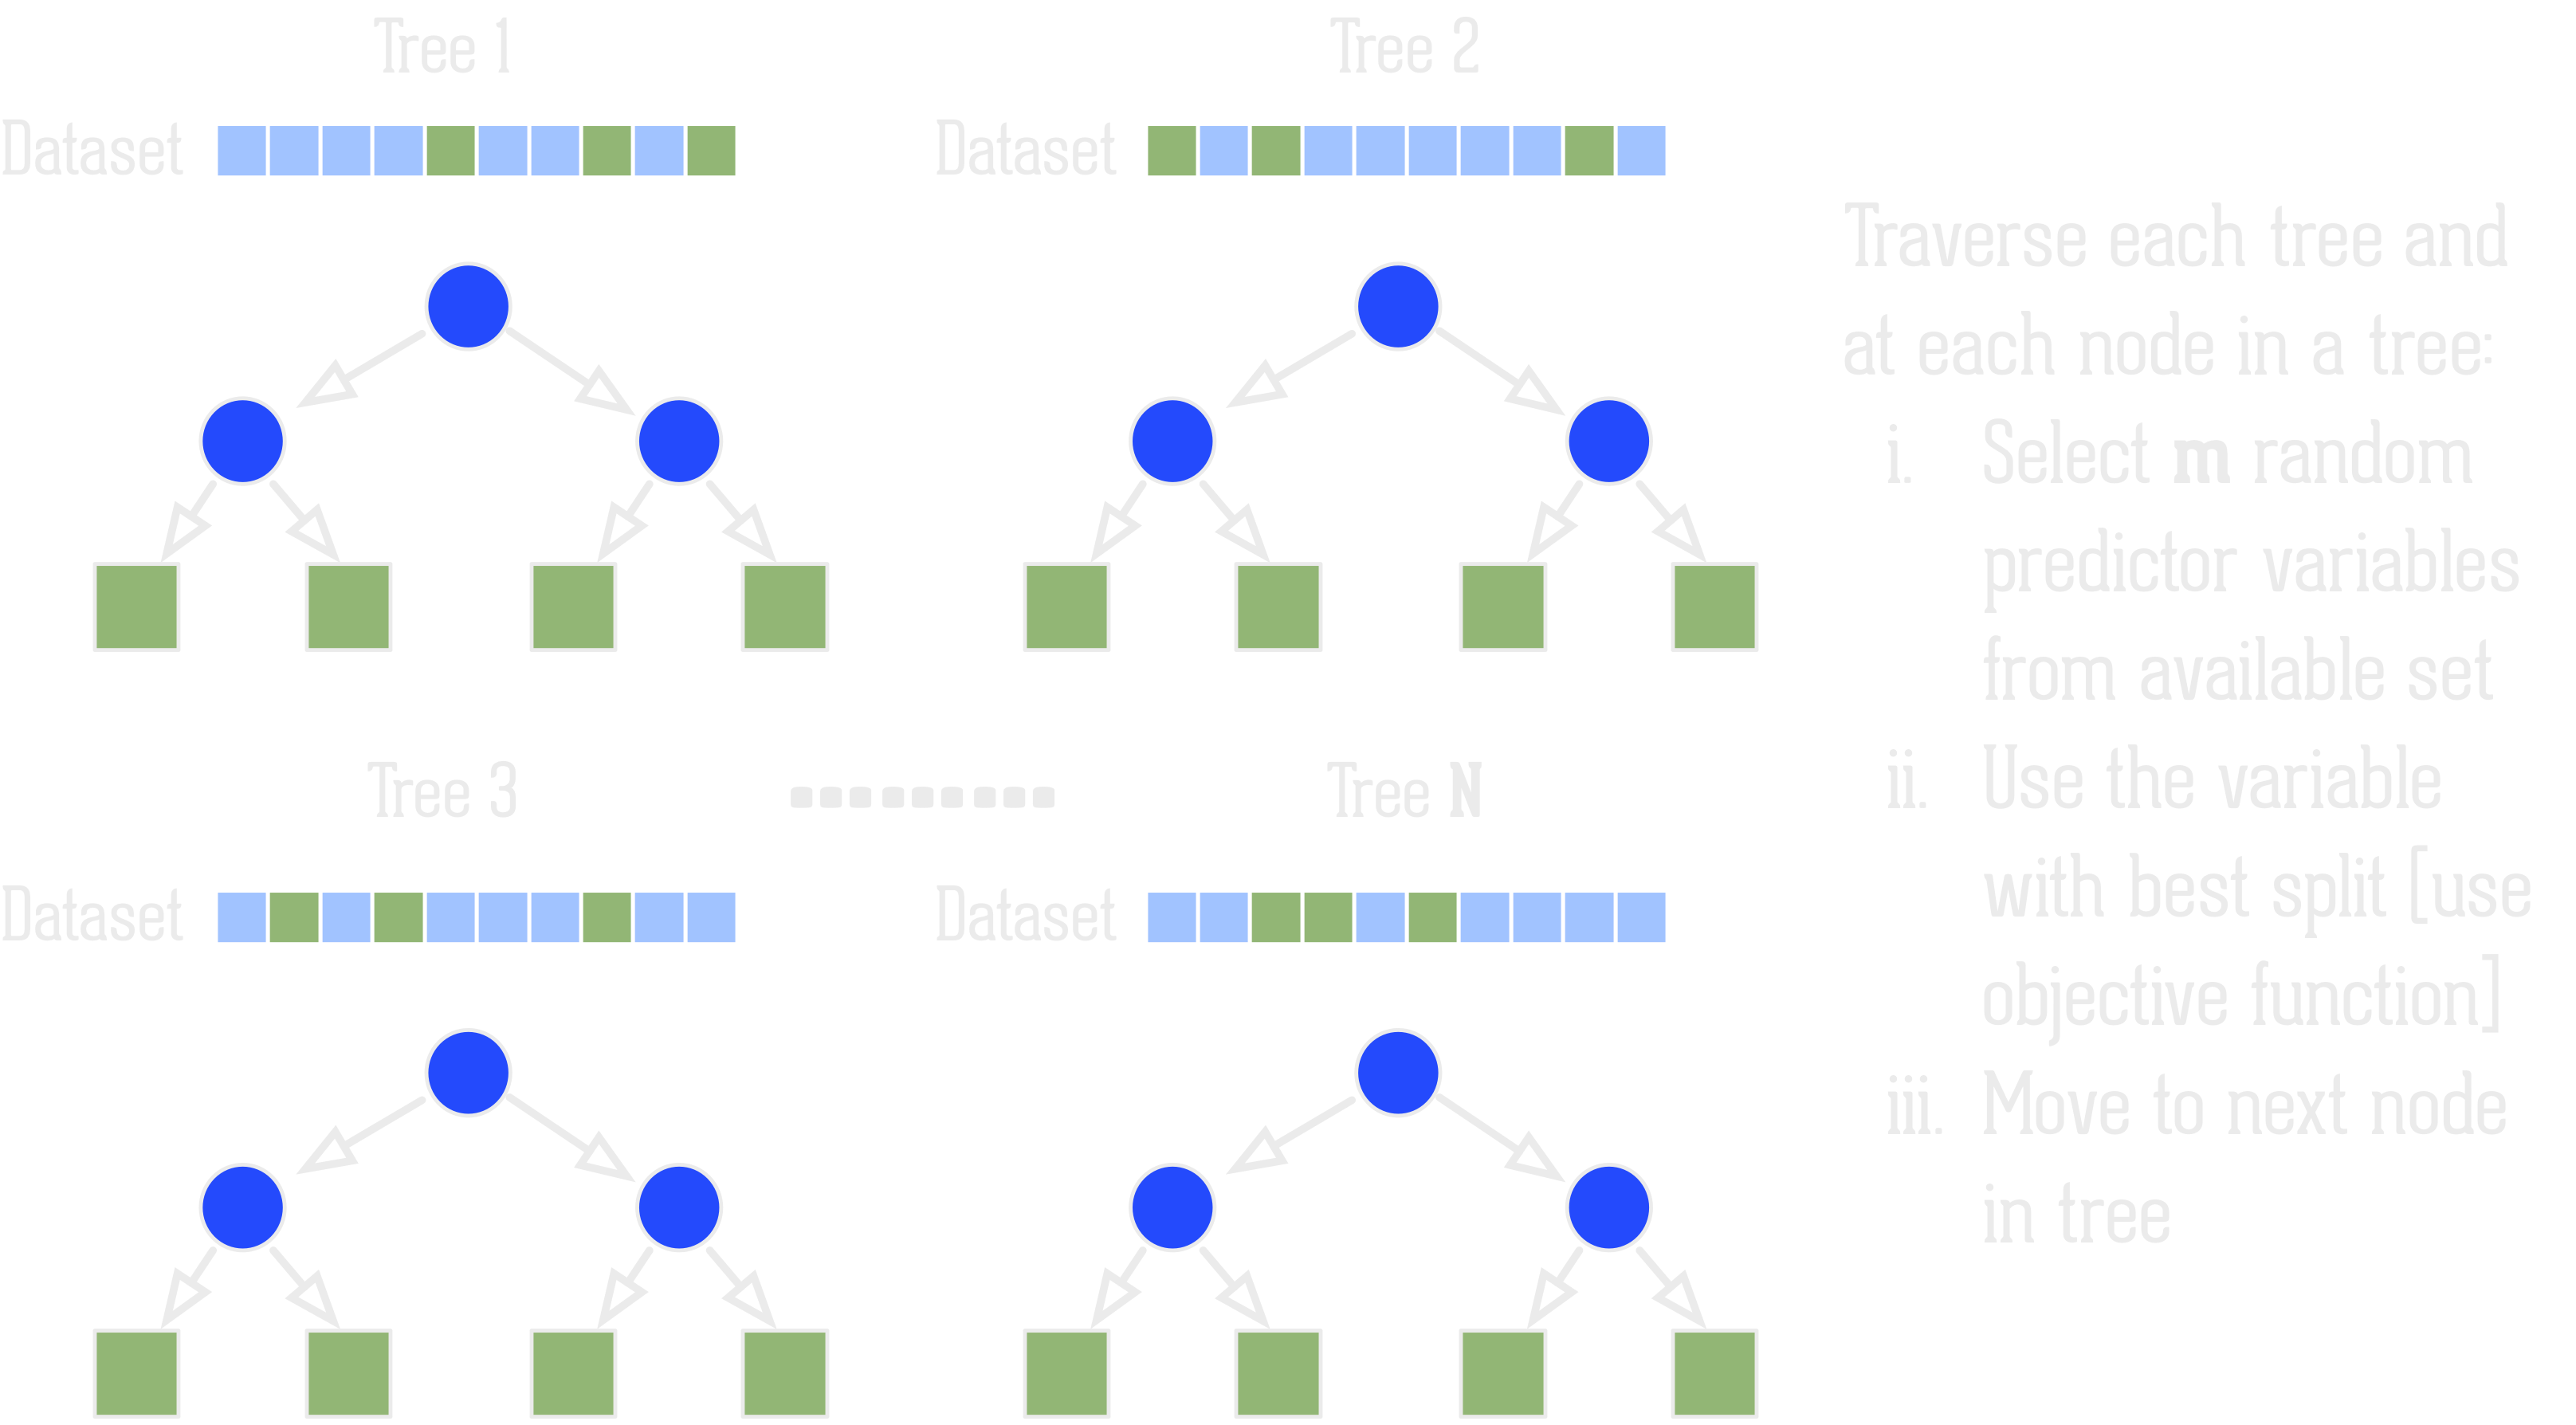 Tree 1
Tree 2
Dataset
Dataset
Tree 3
Tree N
Dataset
Dataset
Traverse each tree and
at each node in a tree:
i. Select m random
predictor variables
from available set
ii. Use the variable
with best split [use
objective function]
iii. Move to next node
in tree